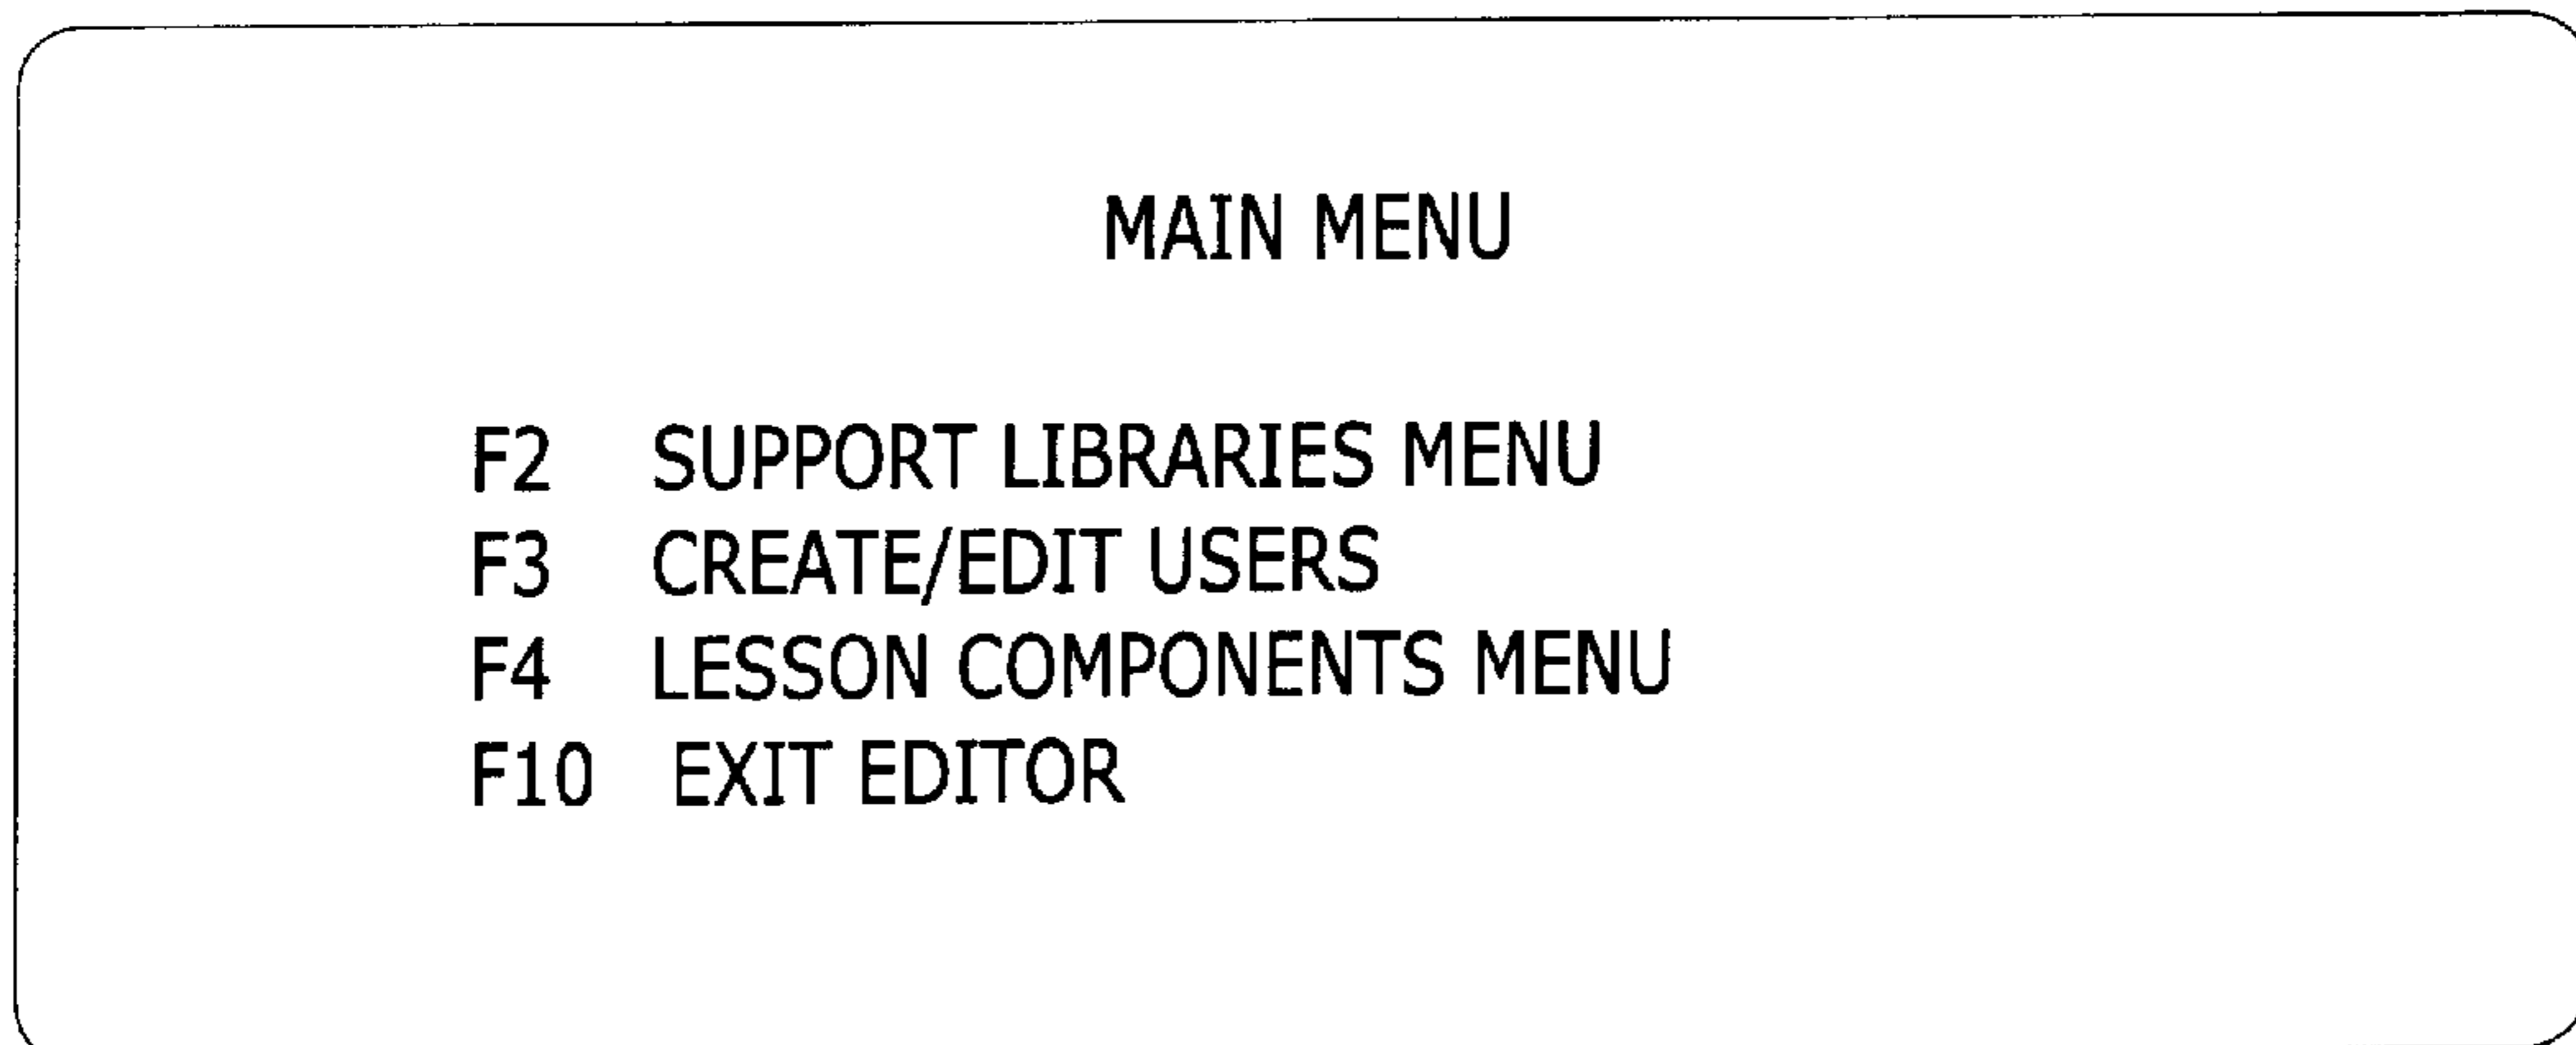 MAIN MENU
F2 SUPPORT LIBRARIES MENU
F3 CREATE/EDIT USERS
F4 LESSON COMPONENTS MENU
F10 EXIT EDITOR